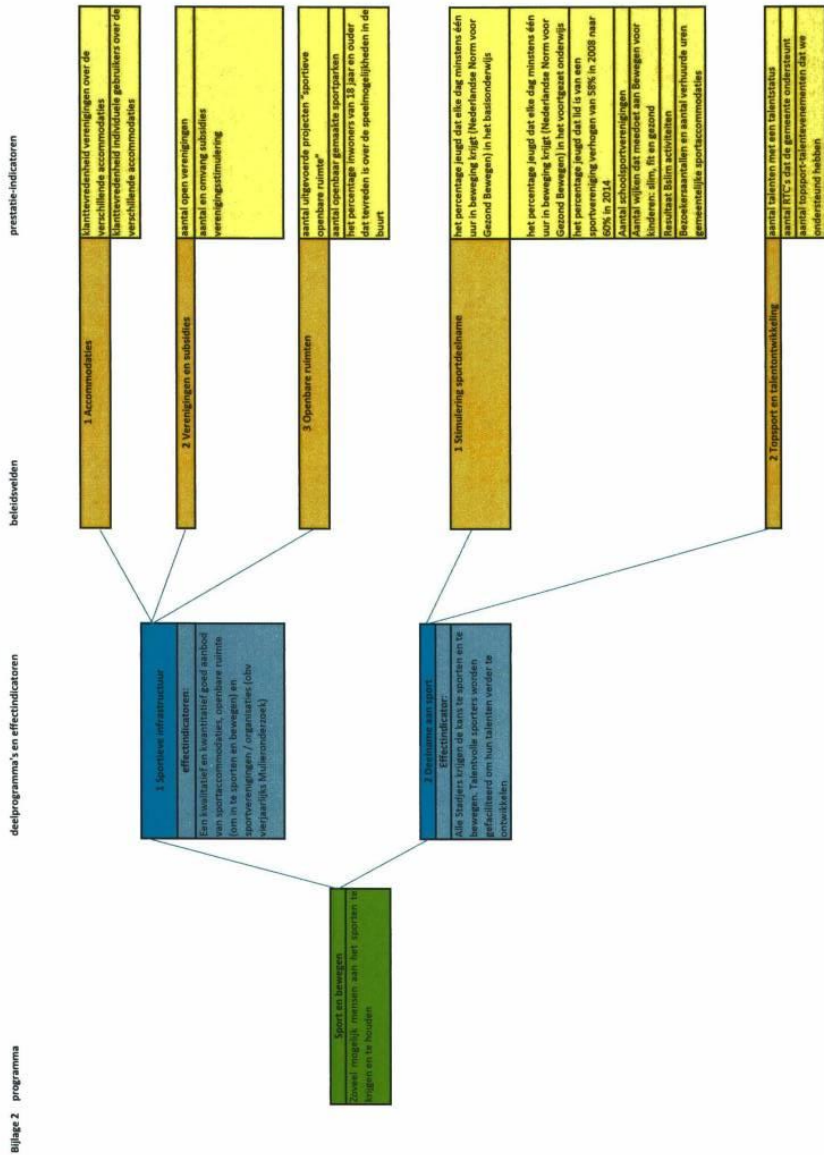 Bijlage 2 programma
deelprogramma's en effectindicatoren
beleidsvelden
prestatie-indicatoren
Sport en bewegen
Zoveel mogelijk mensen aan het sporten te
krijgen en te houden
1 Sportieve infrastructuur
effectindicatoren:
Een kwalitatief en kwantitatief goed aanbod
van sportaccommodaties, openbare ruimte
(om in te sporten en bewegen) en
sportverenigingen / organisaties (obv
vierjaarlijks Mulieronderzoek)
2 Deelname aan sport
Effectindicator:
Alle Stadjers krijgen de kans te sporten en te
bewegen. Talentvolle sporters worden
gefaciliteerd om hun talenten verder te
ontwikkelen
1 Accommodaties
klanttevredenheid verenigingen over de
verschillende accommodaties
klanttevredenheid individuele gebruikers over de
verschillende accommodaties
2 Verenigingen en subsidies
aantal open verenigingen
aantal en omvang subsidies
verenigingsstimulering
3 Openbare ruimten
aantal uitgevoerde projecten "sportieve
openbare ruimte"
aantal openbaar gemaakte sportparken
het percentage inwoners van 18 jaar en ouder
dat tevreden is over de speelmogelijkheden in de
buurt
1 Stimulering sportdeelname
het percentage jeugd dat elke dag minstens één
uur in beweging krijgt (Nederlandse Norm voor
Gezond Bewegen) in het basisonderwijs
het percentage jeugd dat elke dag minstens één
uur in beweging krijgt (Nederlandse Norm voor
Gezond Bewegen) in het voortgezet onderwijs
het percentage jeugd dat lid is van een
sportvereniging verhogen van 58% in 2008 naar
60% in 2014
Aantal schoolsportverenigingen
Aantal wijken dat meedoet aan Bewegen voor
kinderen: slim, fit en gezond
Resultaat Bslim activiteiten
Bezoekersaantallen en aantal verhuurde uren
gemeentelijke sportaccommodaties
2 Topsport en talentontwikkeling
aantal talenten met een talentstatus
aantal RTC's dat de gemeente ondersteunt
aantal topsport-talentevenementen dat we
ondersteund hebben